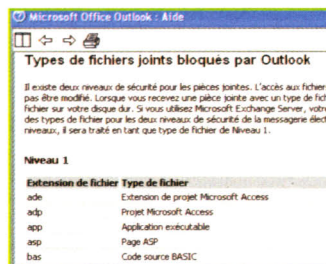 Microsoft Office Outlook : Aide
Types de fichiers joints bloqués par Outlook
Il existe deux niveaux de sécurité pour les pièces jointes. L'accès aux fichier
pas être modifié. Lorsque vous recevez une pièce jointe avec un type de fich
fichier sur votre disque dur. Si vous utilisez Microsoft Exchange Server, votre
des types de fichier pour les deux niveaux de sécurité de la messagerie élect
niveaux, il sera traité en tant que type de fichier de Niveau 1.
Niveau 1
Extension de fichier Type de fichier
ade Extension de projet Microsoft Access
adp Projet Microsoft Access
app Application exécutable
asp Page ASP
bas Code source BASIC